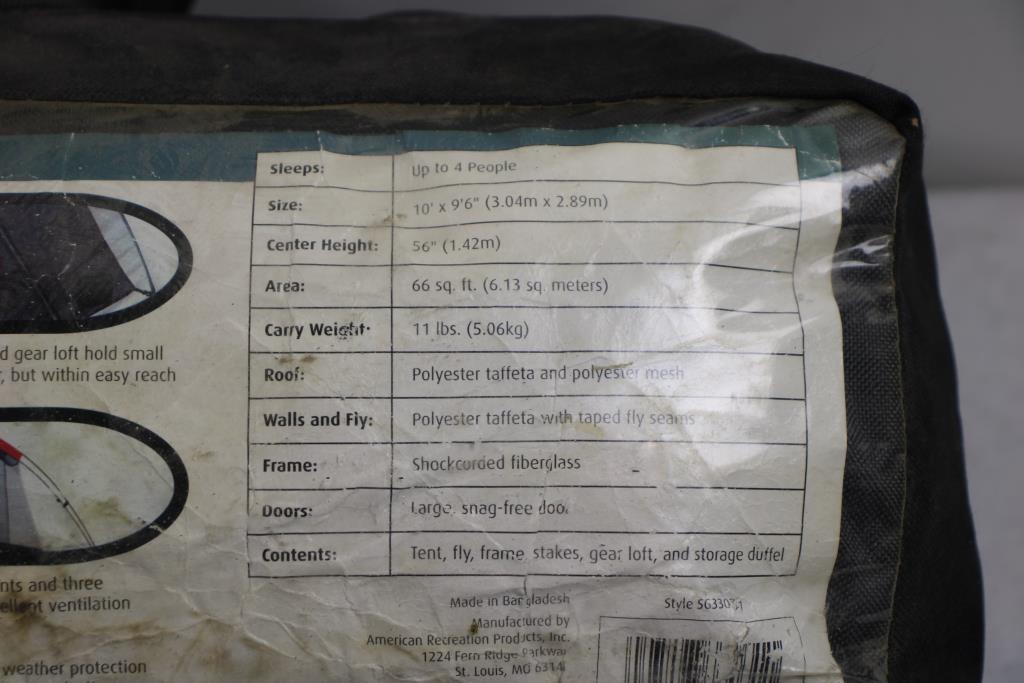 Sleeps: Up to 4 People
Size: 10' x 9'6" (3.04m x 2.89m)
Center Height: 56" (1.42m)
Area: 66 sq. ft. (6.13 sq. meters)
Carry Weight: 11 lbs. (5.06kg)
Roof: Polyester taffeta and polyester mesh
Walls and Fly: Polyester taffeta with taped fly seams
Frame: Shockcorded fiberglass
Doors: Large, snag-free door
Contents: Tent, fly, frame, stakes, gear loft, and storage duffel
d gear loft hold small
, but within easy reach
nts and three
ellent ventilation
weather protection
Made in Bangladesh
Manufactured by
American Recreation Products, Inc.
1224 Fern Ridge Parkway
St. Louis, MO
Style